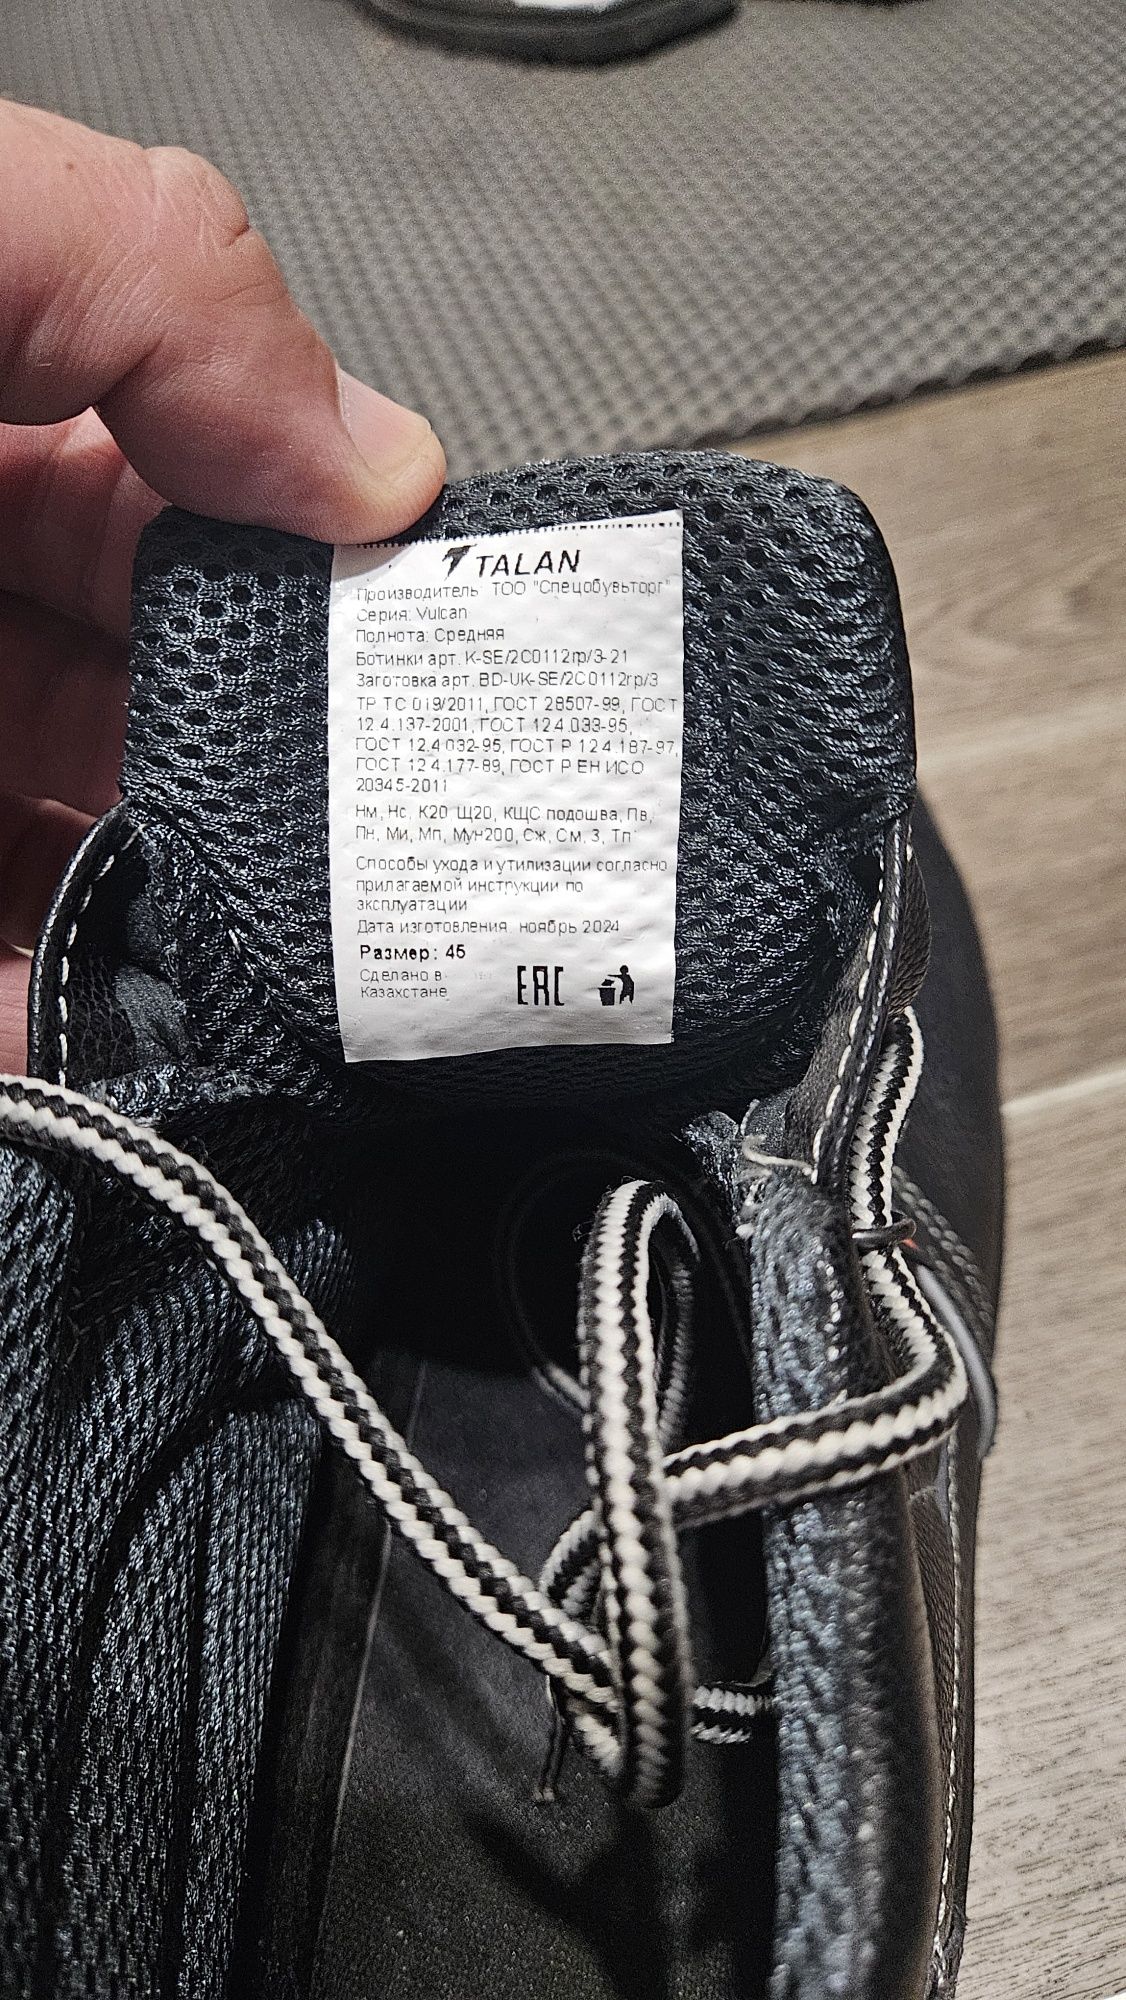 TALAN
Производитель: ТОО "Спецобувьторг"
Серия: Vulcan
Полнота: Средняя
Ботинки арт. K-SE/2C0112гр/3-21
Заготовка арт. BD-UK-SE/2C0112гр/3
ТР ТС 019/2011, ГОСТ 28507-99, ГОСТ
12.4.137-2001, ГОСТ 12.4.033-95,
ГОСТ 12.4.032-95, ГОСТ Р 12.4.187-97,
ГОСТ 12.4.177-89, ГОСТ Р ЕН ИСО
20345-2011
Нм, Нс, К20, Щ20, КЩС подошва, Пв,
Пн, Ми, Мп, Мун200, Сж, См, З, Тп
Способы ухода и утилизации согласно
прилагаемой инструкции по
эксплуатации
Дата изготовления: ноябрь 2024
Размер: 45
Сделано в
Казахстане
EAC